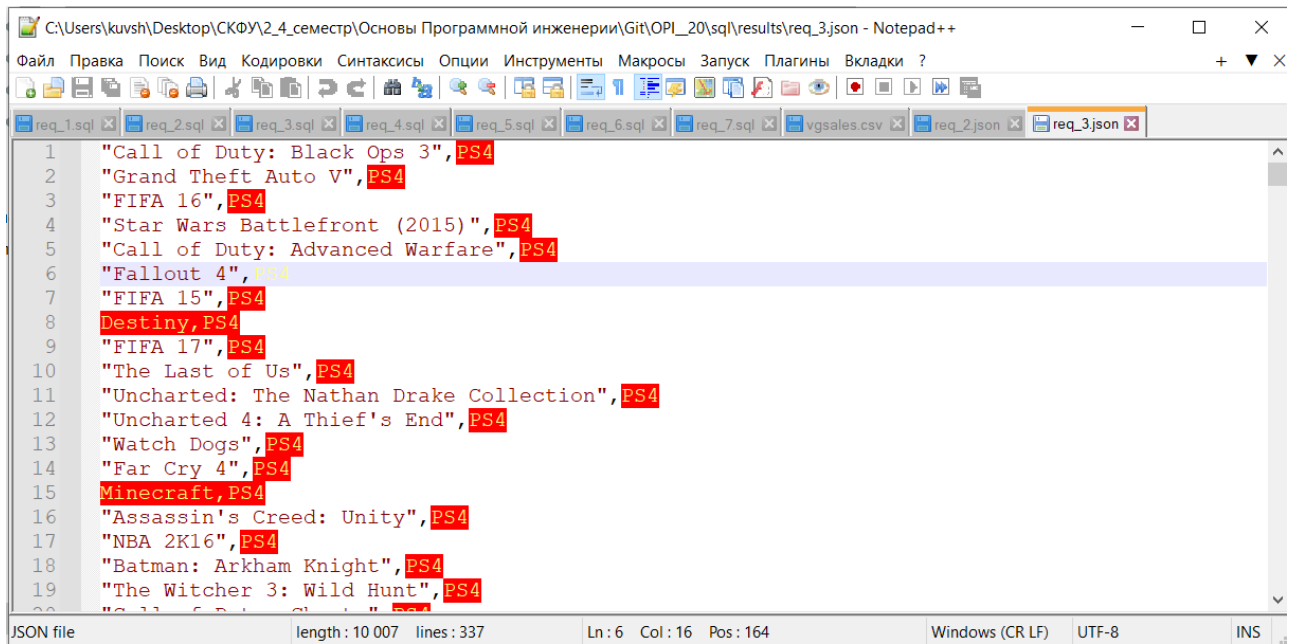 C:\Users\kuvsh\Desktop\СКФУ\2_4_семестр\Основы Программной инженерии\Git\OPI__20\sql\results\req_3.json - Notepad++
Файл Правка Поиск Вид Кодировки Синтаксисы Опции Инструменты Макросы Запуск Плагины Вкладки ?
req_1.sql req_2.sql req_3.sql req_4.sql req_5.sql req_6.sql req_7.sql vgsales.csv req_2.json req_3.json
1 "Call of Duty: Black Ops 3",PS4
2 "Grand Theft Auto V",PS4
3 "FIFA 16",PS4
4 "Star Wars Battlefront (2015)",PS4
5 "Call of Duty: Advanced Warfare",PS4
6 "Fallout 4",PS4
7 "FIFA 15",PS4
8 Destiny,PS4
9 "FIFA 17",PS4
10 "The Last of Us",PS4
11 "Uncharted: The Nathan Drake Collection",PS4
12 "Uncharted 4: A Thief's End",PS4
13 "Watch Dogs",PS4
14 "Far Cry 4",PS4
15 Minecraft,PS4
16 "Assassin's Creed: Unity",PS4
17 "NBA 2K16",PS4
18 "Batman: Arkham Knight",PS4
19 "The Witcher 3: Wild Hunt",PS4
JSON file length : 10 007 lines : 337 Ln : 6 Col : 16 Pos : 164 Windows (CR LF) UTF-8 INS